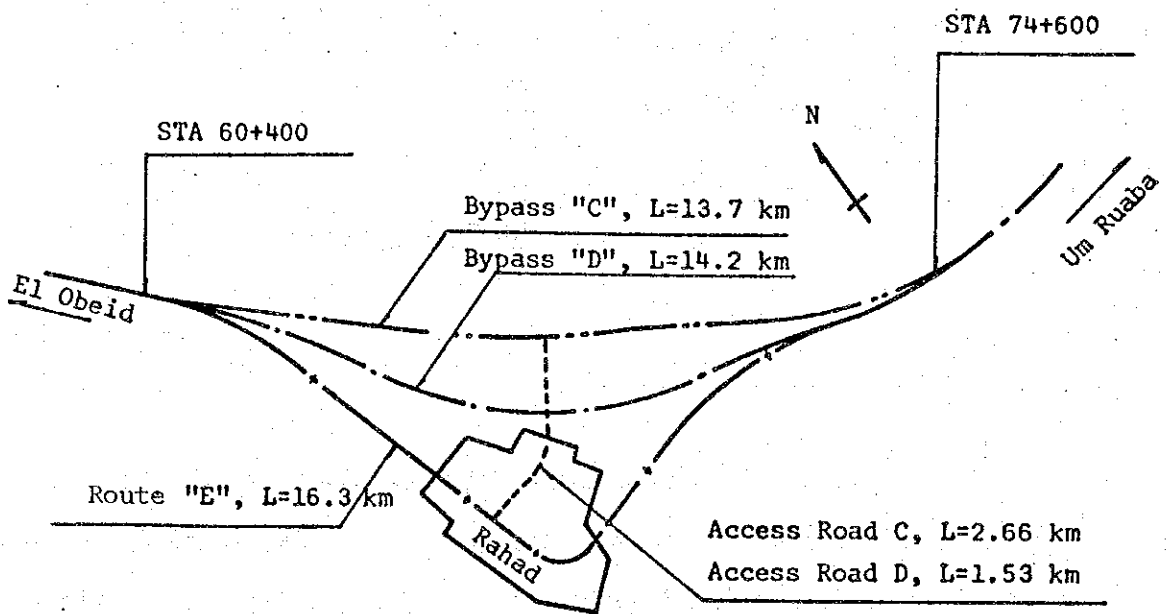 STA 74+600
N
STA 60+400
Bypass "C", L=13.7 km
Bypass "D", L=14.2 km
Um Ruaba
El Obeid
Route "E", L=16.3 km
Rahad
Access Road C, L=2.66 km
Access Road D, L=1.53 km